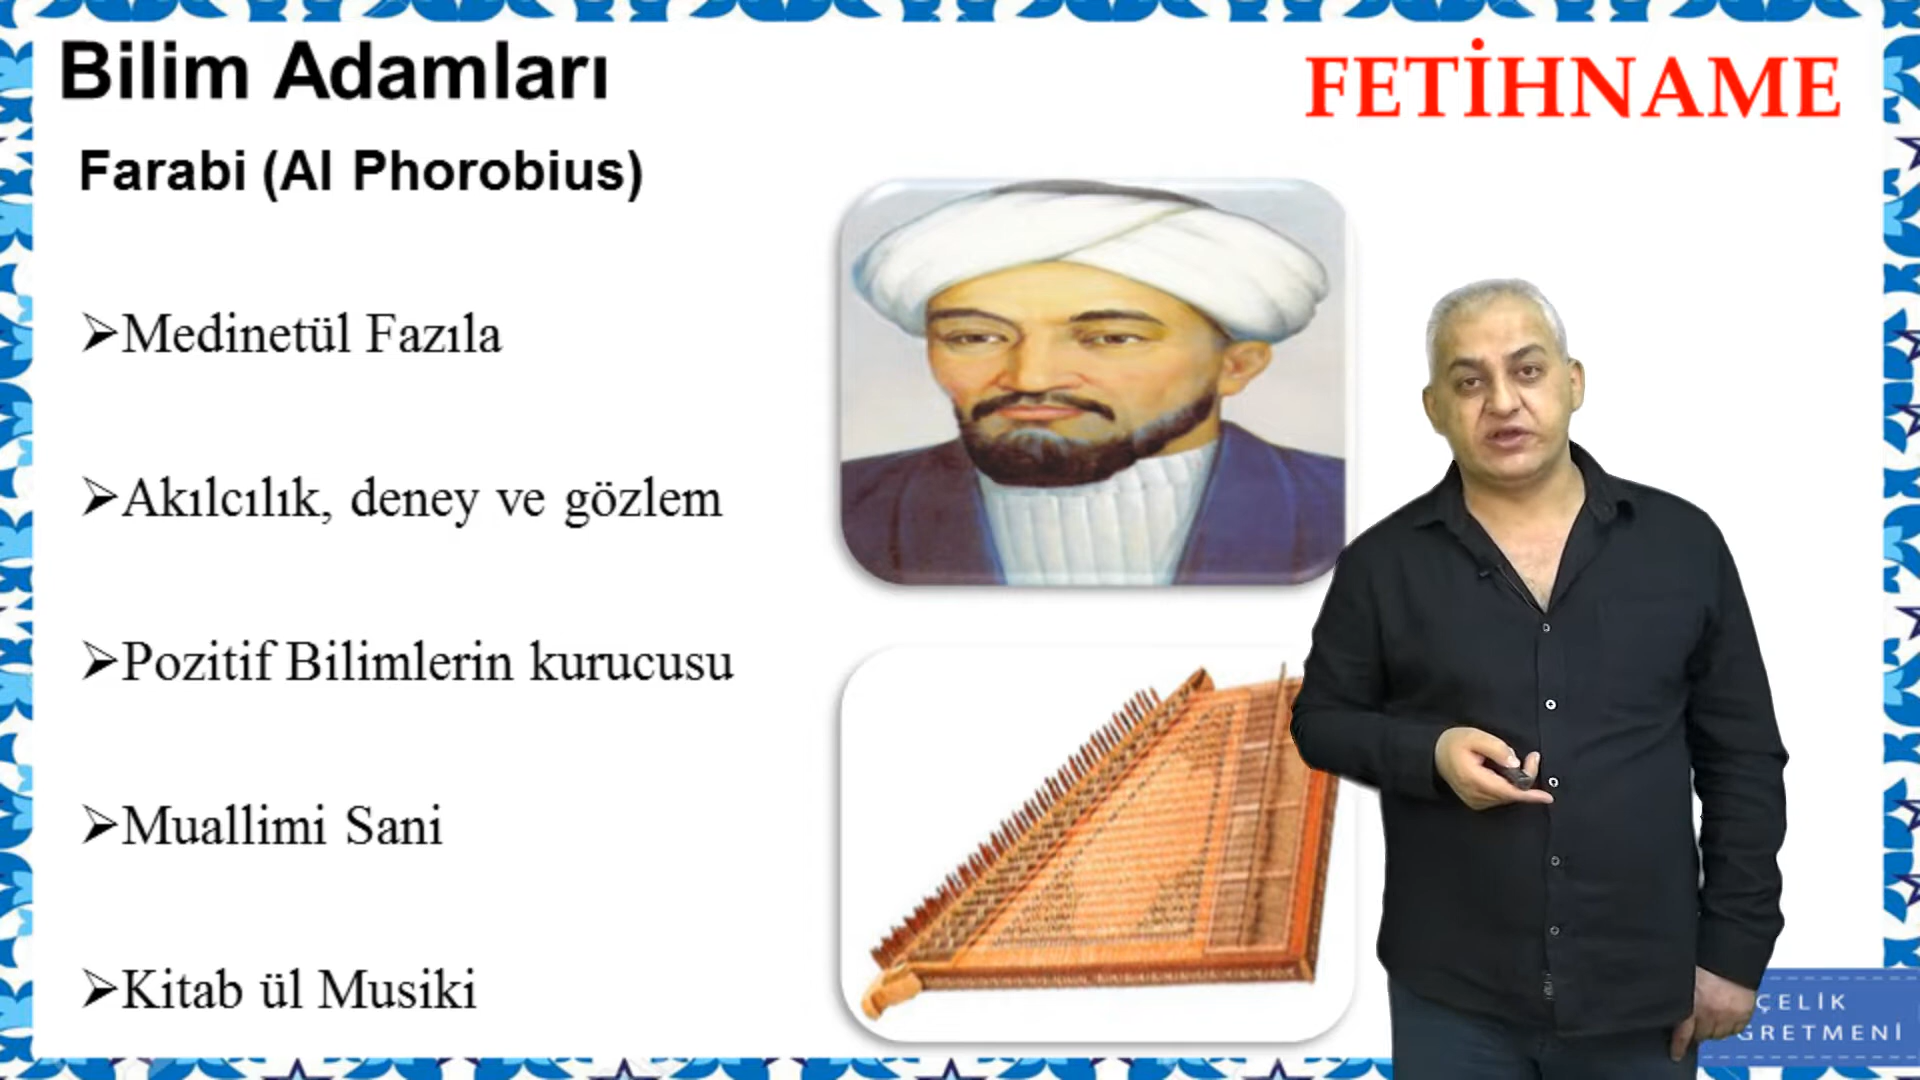 Bilim Adamları
FETİHNAME
Farabi (Al Phorobius)
➢Medinetül Fazıla
➢Akılcılık, deney ve gözlem
➢Pozitif Bilimlerin kurucusu
➢Muallimi Sani
➢Kitab ül Musiki
ÇELİK